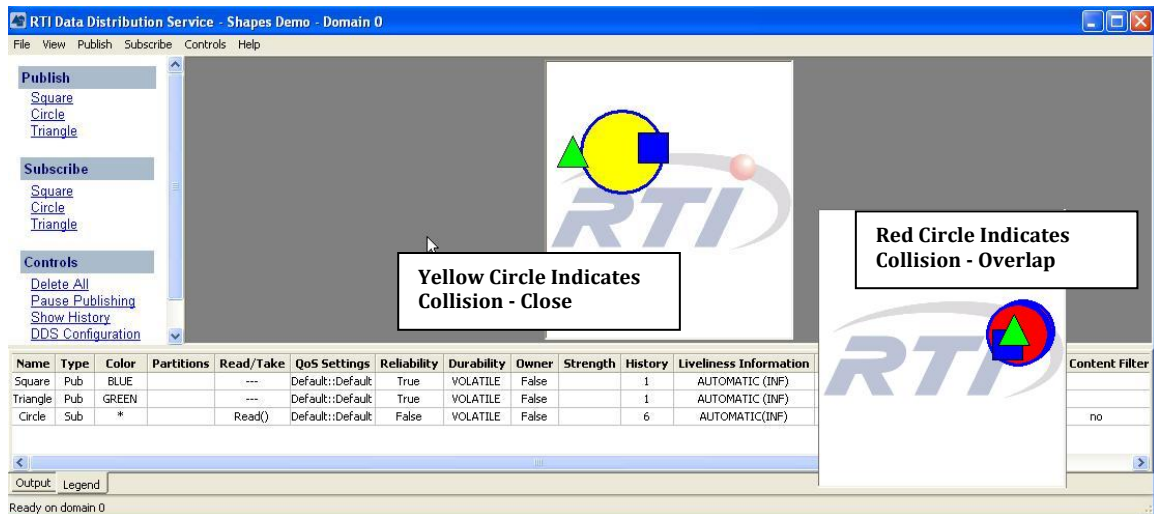 RTI Data Distribution Service - Shapes Demo - Domain 0
File View Publish Subscribe Controls Help
Publish
Square
Circle
Triangle
Subscribe
Square
Circle
Triangle
Controls
Delete All
Pause Publishing
Show History
DDS Configuration
RTI
Yellow Circle Indicates
Collision - Close
Red Circle Indicates
Collision - Overlap
RTI
Name Type Color Partitions Read/Take QoS Settings Reliability Durability Owner Strength History Liveliness Information Content Filter
Square Pub BLUE --- Default::Default True VOLATILE False 1 AUTOMATIC (INF)
Triangle Pub GREEN --- Default::Default True VOLATILE False 1 AUTOMATIC (INF)
Circle Sub * Read() Default::Default False VOLATILE False 6 AUTOMATIC(INF) no
Output Legend
Ready on domain 0